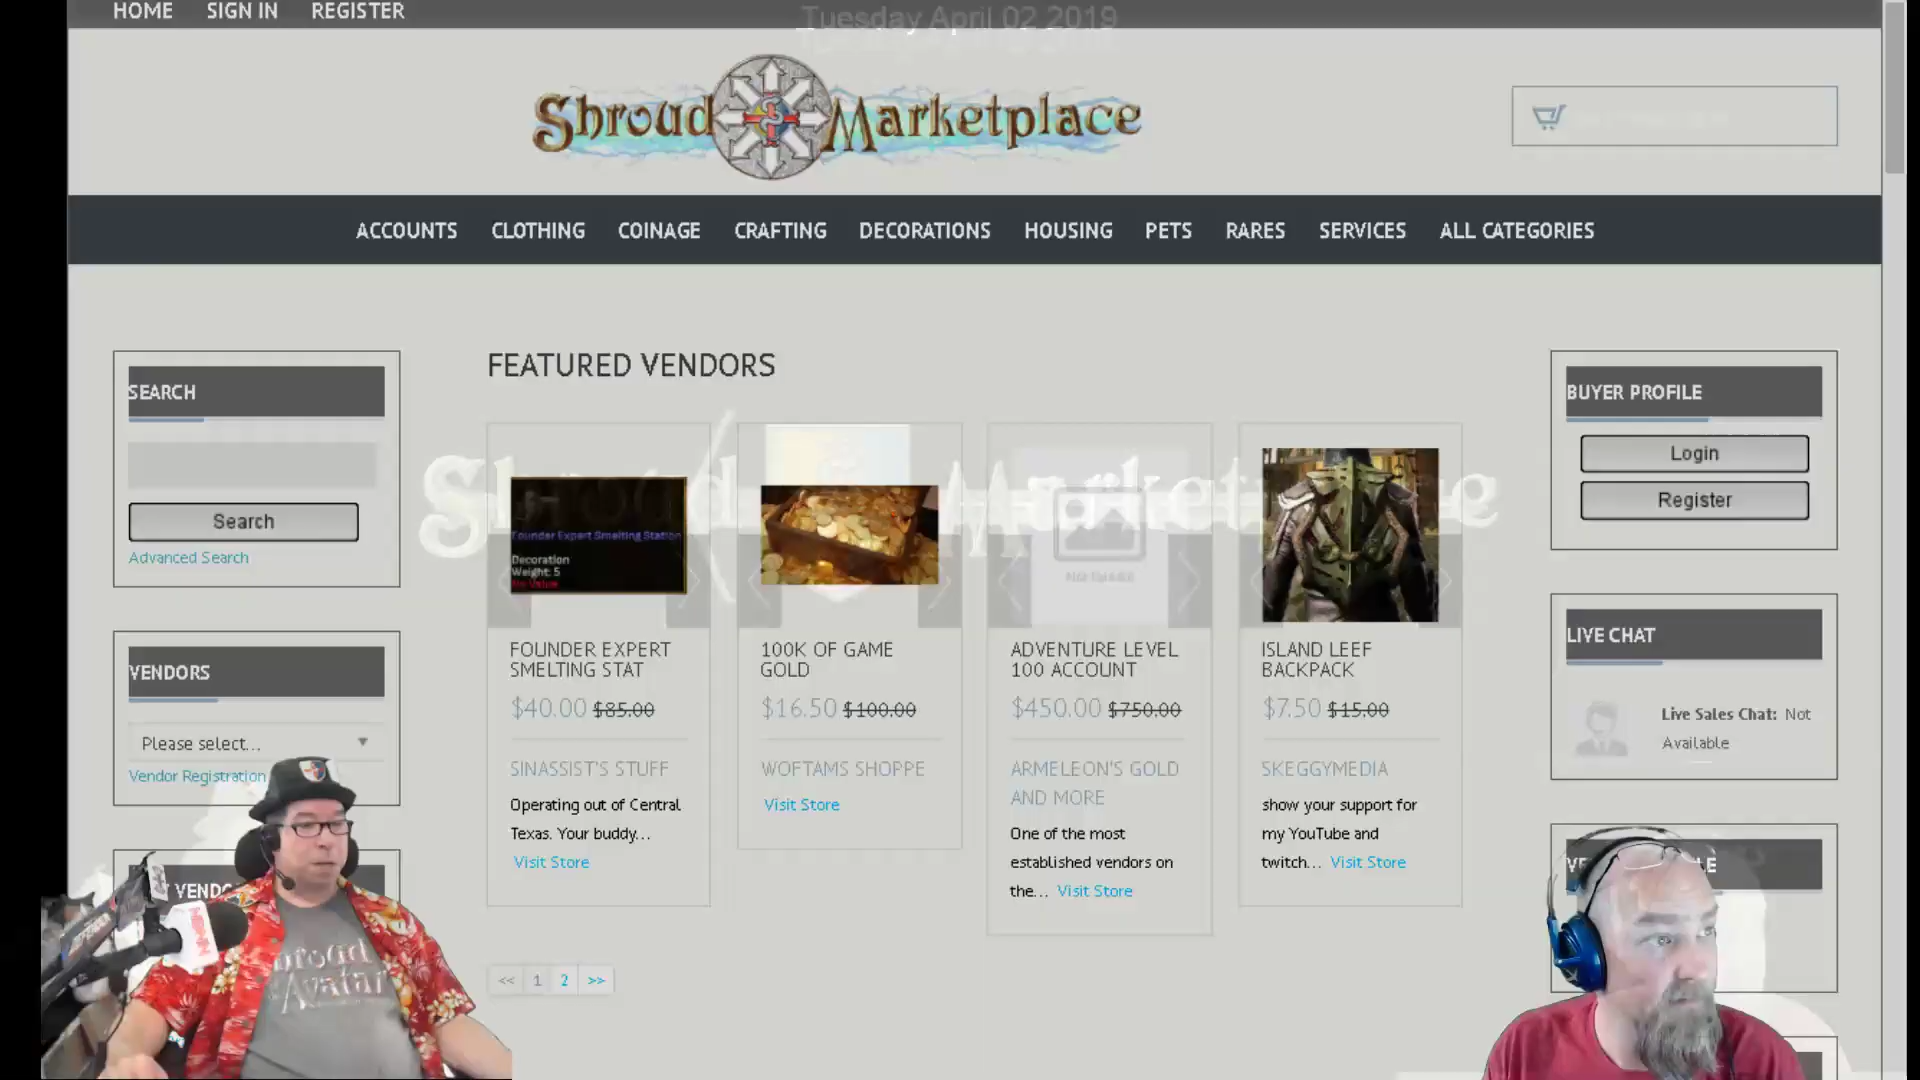 HOME SIGN IN REGISTER
Tuesday April 02 2019
Shroud Marketplace
ACCOUNTS CLOTHING COINAGE CRAFTING DECORATIONS HOUSING PETS RARES SERVICES ALL CATEGORIES
SEARCH
Search
Advanced Search
VENDORS
Please select...
Vendor Registration
FEATURED VENDORS
Founder Expert Smelting Station
Decoration
Weight: 5
No Value
FOUNDER EXPERT
SMELTING STAT
$40.00 $85.00
SINASSIST'S STUFF
Operating out of Central
Texas. Your buddy...
Visit Store
100K OF GAME
GOLD
$16.50 $100.00
WOFTAMS SHOPPE
Visit Store
ADVENTURE LEVEL
100 ACCOUNT
$450.00 $750.00
ARMELEON'S GOLD
AND MORE
One of the most
established vendors on
the... Visit Store
ISLAND LEEF
BACKPACK
$7.50 $15.00
SKEGGYMEDIA
show your support for
my YouTube and
twitch... Visit Store
<< 1 2 >>
BUYER PROFILE
Login
Register
LIVE CHAT
Live Sales Chat: Not
Available
Shroud
Avatar